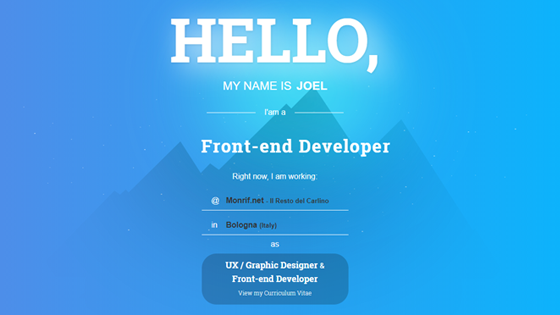 HELLO,
MY NAME IS JOEL
I'am a
Front-end Developer
Right now, I am working:
@ Monrif.net - Il Resto del Carlino
in Bologna (Italy)
as
UX / Graphic Designer &
Front-end Developer
View my Curriculum Vitae